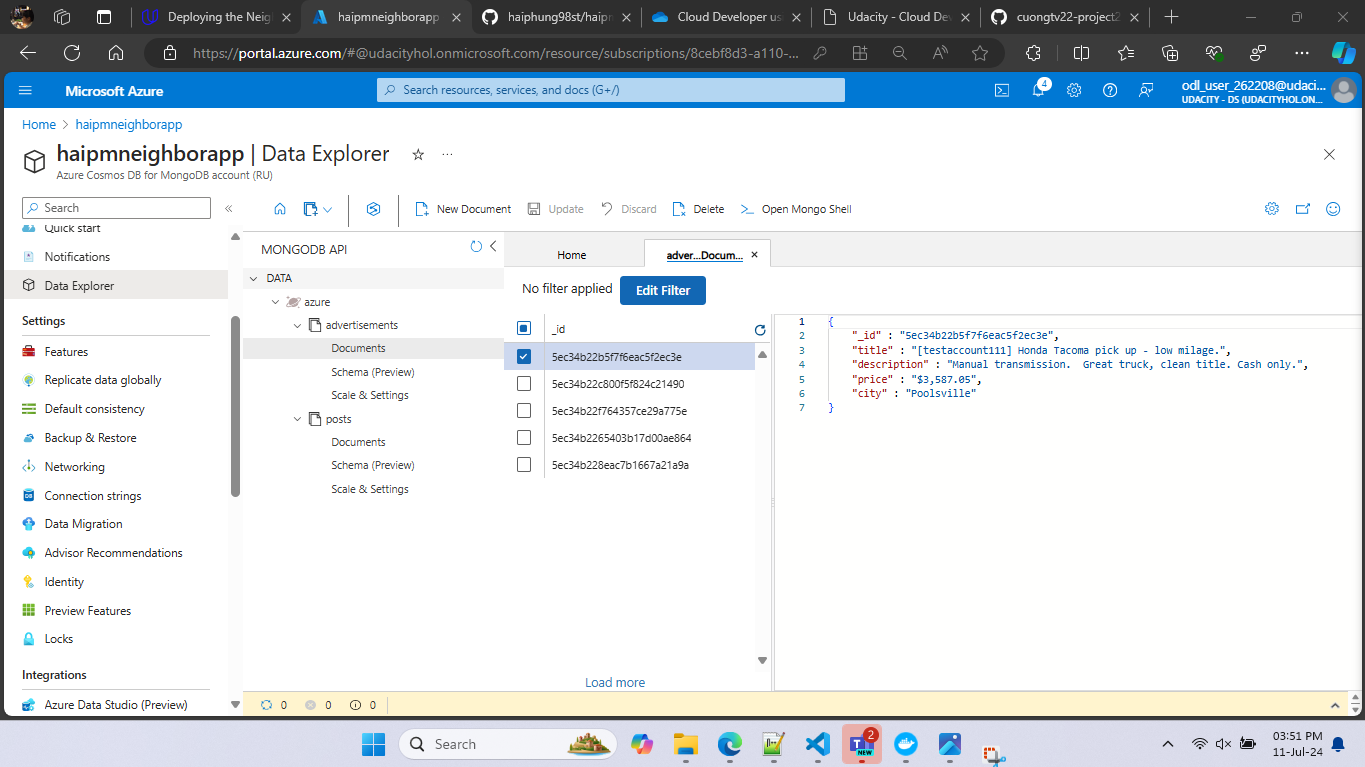 Deploying the Neig
haipmneighborapp
haiphung98st/haipm
Cloud Developer us
Udacity - Cloud Dev
cuongtv22-project2
https://portal.azure.com/#@udacityhol.onmicrosoft.com/resource/subscriptions/8cebf8d3-a110-...
Microsoft Azure
Search resources, services, and docs (G+/)
4
odl_user_262208@udaci...
UDACITY - DS (UDACITYHOL.ON...
Home > haipmneighborapp
haipmneighborapp | Data Explorer
Azure Cosmos DB for MongoDB account (RU)
Search
Quick start
Notifications
Data Explorer
Settings
Features
Replicate data globally
Default consistency
Backup & Restore
Networking
Connection strings
Data Migration
Advisor Recommendations
Identity
Preview Features
Locks
Integrations
Azure Data Studio (Preview)
New Document
Update
Discard
Delete
Open Mongo Shell
MONGODB API
DATA
azure
advertisements
Documents
Schema (Preview)
Scale & Settings
posts
Documents
Schema (Preview)
Scale & Settings
Home
adver...Docum...
No filter applied
Edit Filter
_id
5ec34b22b5f7f6eac5f2ec3e
5ec34b22c800f5f824c21490
5ec34b22f764357ce29a775e
5ec34b2265403b17d00ae864
5ec34b228eac7b1667a21a9a
Load more
1 {
2 "_id" : "5ec34b22b5f7f6eac5f2ec3e",
3 "title" : "[testaccount111] Honda Tacoma pick up - low milage.",
4 "description" : "Manual transmission.  Great truck, clean title. Cash only.",
5 "price" : "$3,587.05",
6 "city" : "Poolsville"
7 }
0 0 0
Search
NEW
2
03:51 PM
11-Jul-24